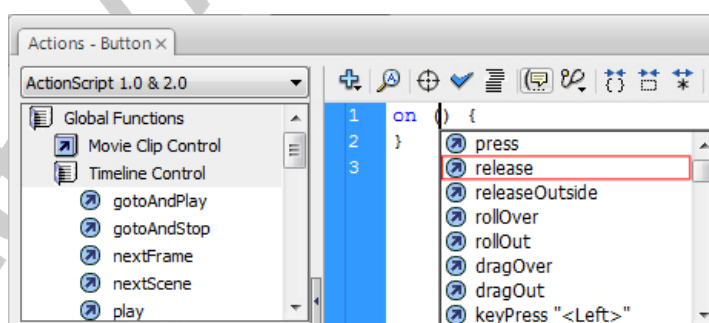 Actions - Button ×
ActionScript 1.0 & 2.0
Global Functions
Movie Clip Control
Timeline Control
gotoAndPlay
gotoAndStop
nextFrame
nextScene
play
1 on () {
2 }
3
press
release
releaseOutside
rollOver
rollOut
dragOver
dragOut
keyPress "<Left>"